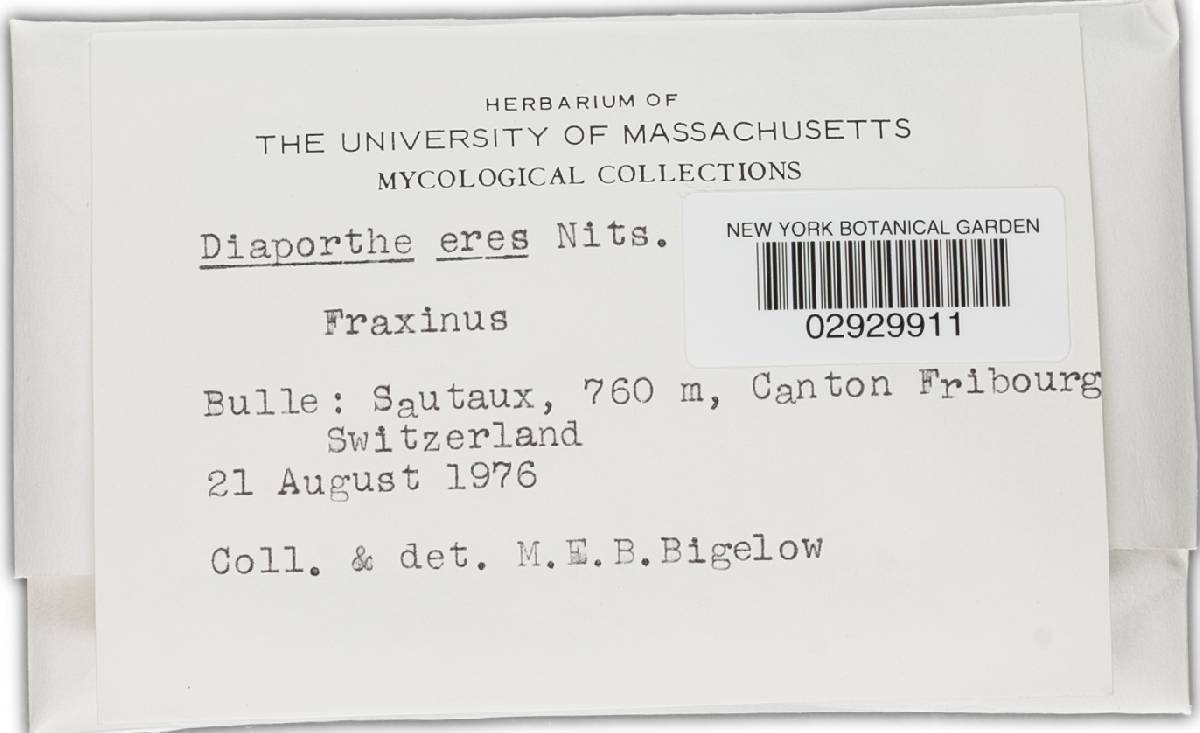 HERBARIUM OF
THE UNIVERSITY OF MASSACHUSETTS
MYCOLOGICAL COLLECTIONS
Diaporthe eres Nits.
NEW YORK BOTANICAL GARDEN
02929911
Fraxinus
Bulle: Sautaux, 760 m, Canton Fribourg
Switzerland
21 August 1976
Coll. & det. M.E.B.Bigelow